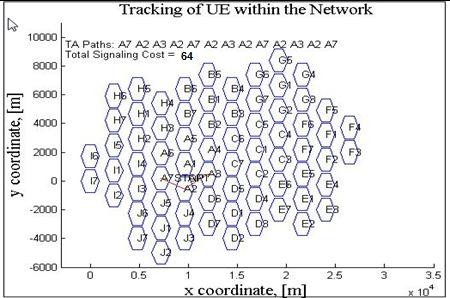 Tracking of UE within the Network
TA Paths: A7 A2 A3 A2 A7 A2 A3 A2 A7 A2 A3 A2 A7
Total Signaling Cost = 64
y coordinate, [m]
10000
8000
6000
4000
2000
0
-2000
-4000
-6000
I6
I7
H6
H7
I5
I1
I2
H5
H1
H2
I4
I3
J6
J7
H4
H3
A6
A7START
J5
J1
J2
B6
B7
A5
A1
A2
J4
J3
B5
B1
B2
A4
A3
D6
D7
B4
B3
C6
C7
D5
D1
D2
G6
G7
C5
C1
C2
D4
D3
G5
G1
G2
C4
C3
E6
E7
G4
G3
F6
F7
E5
E1
E2
F5
F1
F2
E4
E3
F4
F3
0
0.5
1
1.5
2
2.5
3
3.5
x coordinate, [m]
x 10⁴